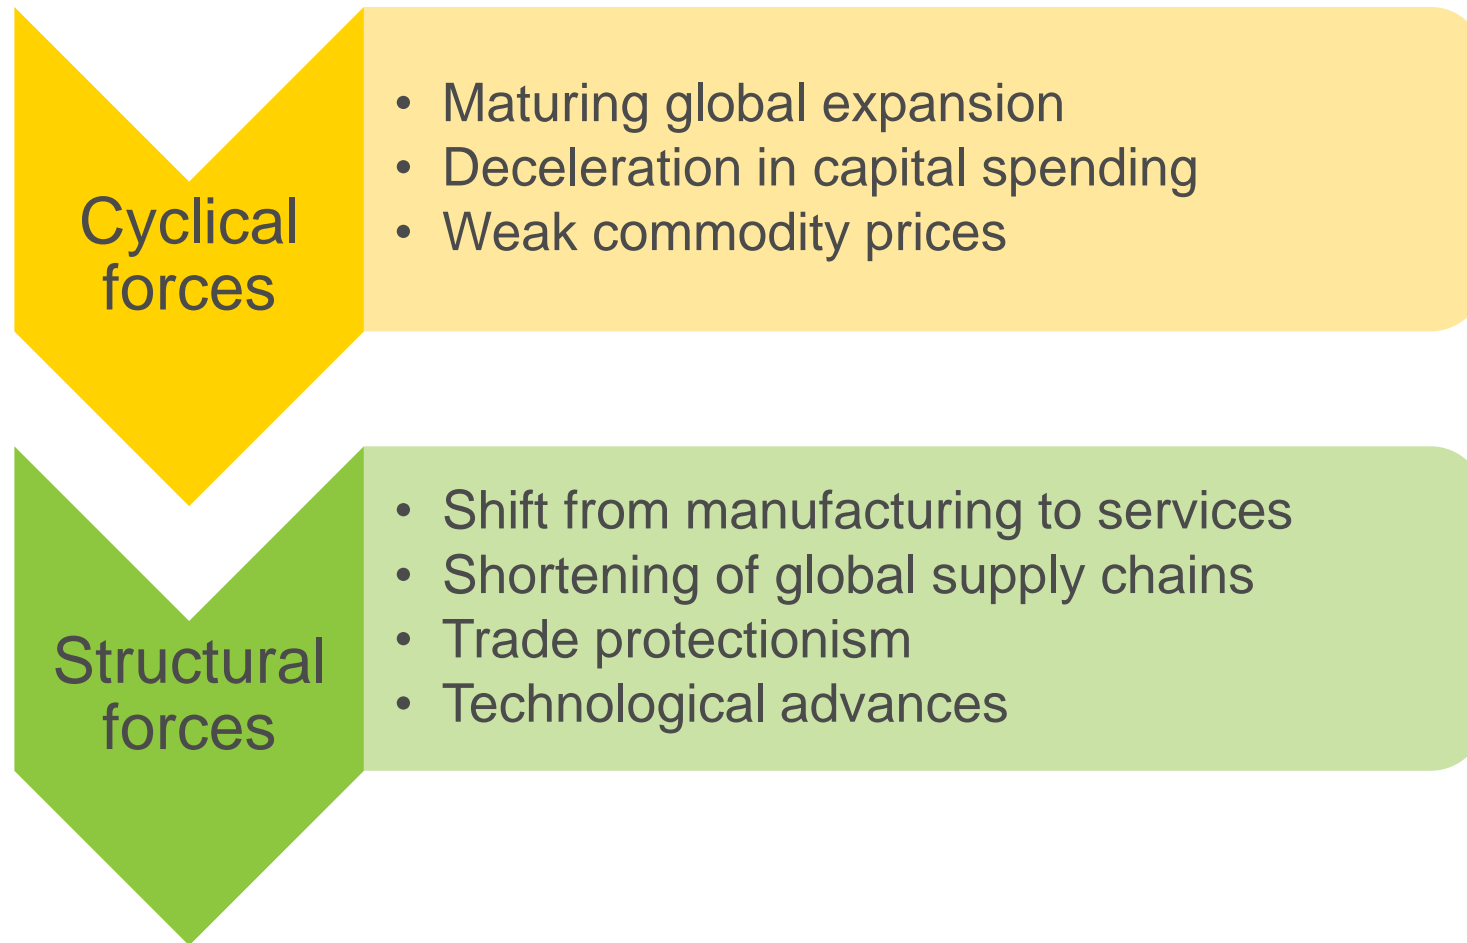 Cyclical
forces
• Maturing global expansion
• Deceleration in capital spending
• Weak commodity prices
Structural
forces
• Shift from manufacturing to services
• Shortening of global supply chains
• Trade protectionism
• Technological advances